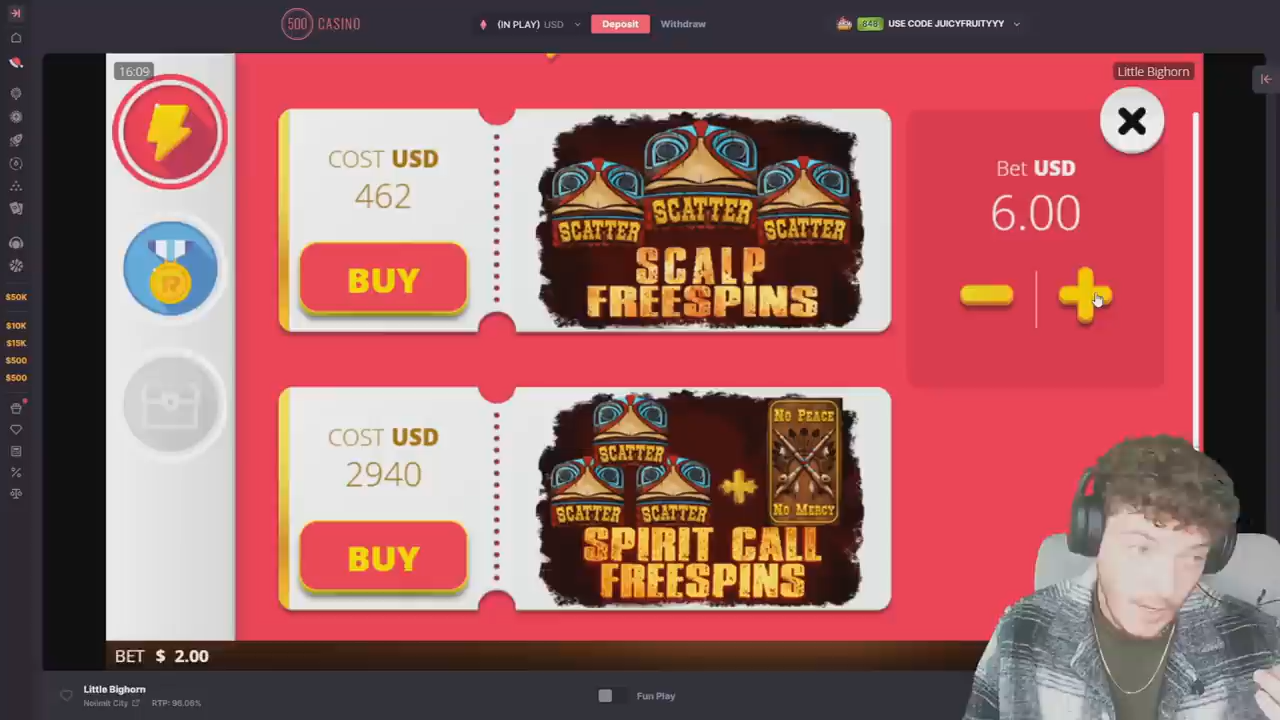 500 CASINO
(IN PLAY) USD
Deposit
Withdraw
848
USE CODE JUICYFRUITYYY
16:09
Little Bighorn
COST USD
462
BUY
SCATTER
SCATTER
SCATTER
SCALP
FREESPINS
Bet USD
6.00
R
COST USD
2940
BUY
SCATTER
SCATTER
SCATTER
NO PEACE
NO MERCY
SPIRIT CALL
FREESPINS
$50K
$10K
$15K
$500
$500
BET $ 2.00
Little Bighorn
Nolimit City
RTP: 96.06%
Fun Play